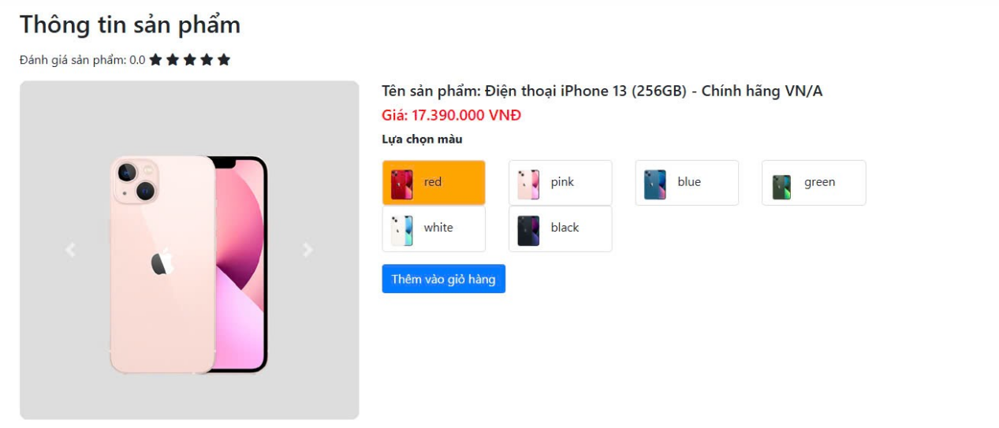 Thông tin sản phẩm
Đánh giá sản phẩm: 0.0
Tên sản phẩm: Điện thoại iPhone 13 (256GB) - Chính hãng VN/A
Giá: 17.390.000 VNĐ
Lựa chọn màu
red
pink
blue
green
white
black
Thêm vào giỏ hàng